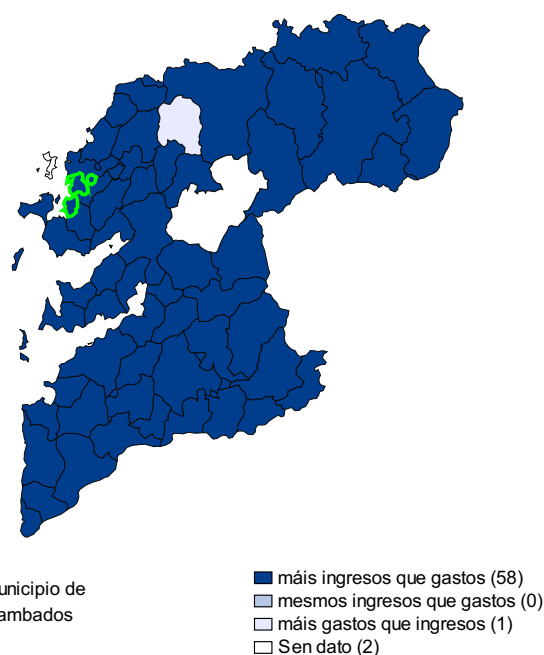 unicipio de
ambados
máis ingresos que gastos (58)
mesmos ingresos que gastos (0)
máis gastos que ingresos (1)
Sen dato (2)